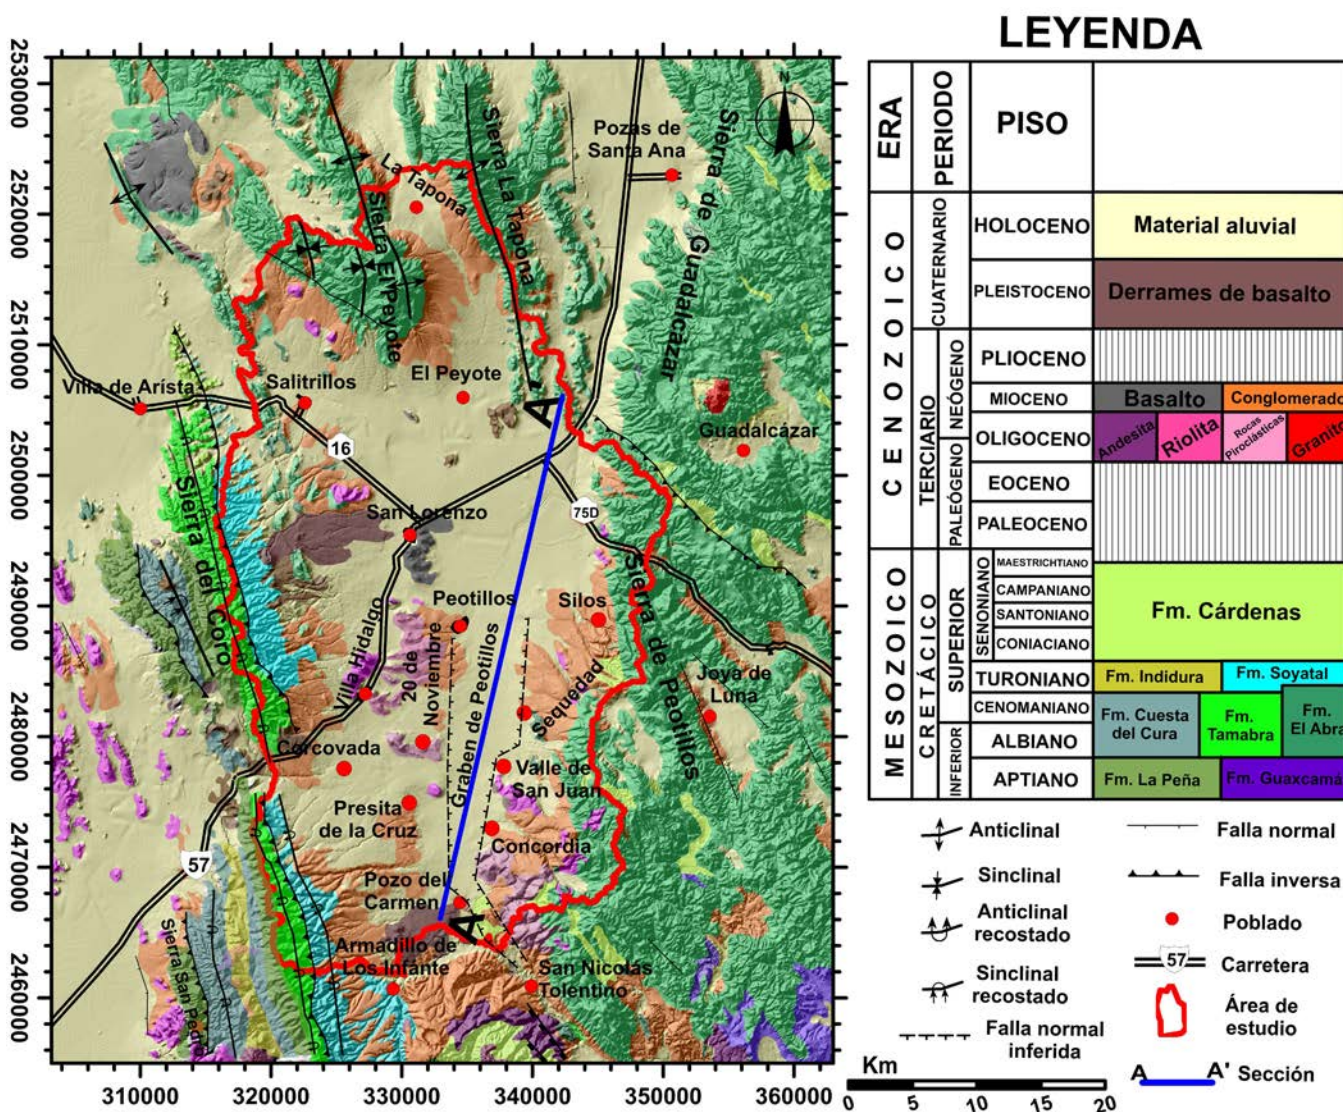 LEYENDA
ERA
PERIODO
PISO
CENOZOICO
CUATERNARIO
HOLOCENO
Material aluvial
PLEISTOCENO
Derrames de basalto
TERCIARIO
NEÓGENO
PLIOCENO
MIOCENO
Basalto
Conglomerado
PALEÓGENO
OLIGOCENO
Andesita
Riolita
Rocas
Piroclásticas
Granito
EOCENO
PALEOCENO
MESOZOICO
CRETÁCICO
SUPERIOR
SENONIANO
MAESTRICHTIANO
CAMPANIANO
SANTONIANO
CONIACIANO
Fm. Cárdenas
TURONIANO
Fm. Indidura
Fm. Soyatal
CENOMANIANO
Fm. Cuesta
del Cura
Fm.
Tamabra
Fm.
El Abra
INFERIOR
ALBIANO
APTIANO
Fm. La Peña
Fm. Guaxcamá
Anticlinal
Sinclinal
Anticlinal
recostado
Sinclinal
recostado
Falla normal
inferida
Falla normal
Falla inversa
Poblado
57
Carretera
Área de
estudio
A A' Sección
Km
0 5 10 15 20
2530000
2520000
2510000
2500000
2490000
2480000
2470000
2460000
310000 320000 330000 340000 350000 360000
N
Pozas de
Santa Ana
Sierra de Guadalcázar
La Tapona
Sierra La Tapona
Sierra El Peyote
Villa de Arísta
Salitrillos
El Peyote
A'
Guadalcázar
16
San Lorenzo
75D
Sierra del Coro
Peotillos
Silos
Sierra de Peotillos
Villa Hidalgo
20 de
Noviembre
Graben de Peotillos
Sequedad
Joya de
Luna
Corcovada
Valle de
San Juan
Presita
de la Cruz
Concordia
57
Pozo del
Carmen
A
Sierra San Pedro
Armadillo de
Los Infante
San Nicolás
Tolentino